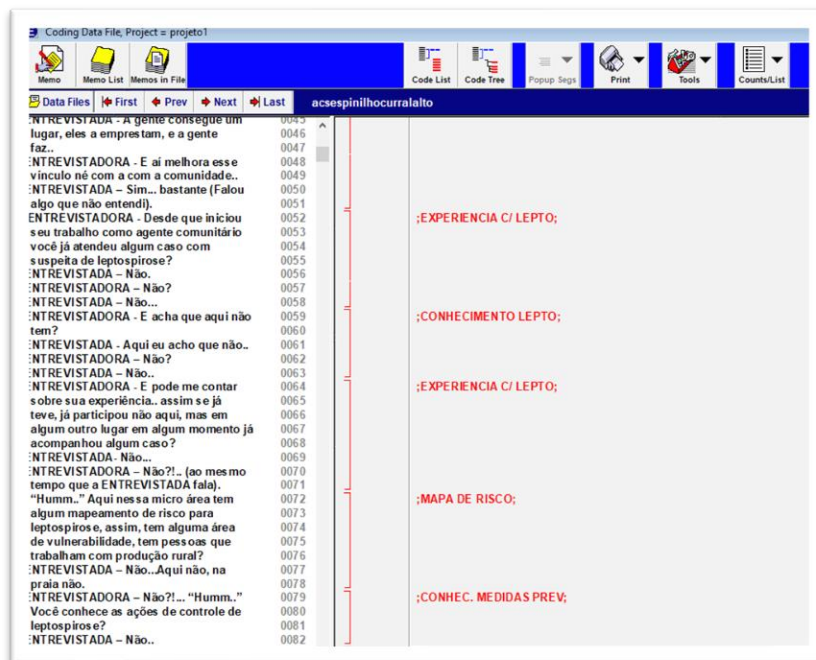 Coding Data File, Project = projeto1
Memo Memo List Memos in File Code List Code Tree Popup Segs Print Tools Counts/List
Data Files First Prev Next Last acsespinilhocurralalto
:NTREVISTADA - A gente consegue um 0045
lugar, eles a emprestam, e a gente 0046
faz.. 0047
:NTREVISTADORA - E aí melhora esse 0048
vínculo né com a com a comunidade.. 0049
:NTREVISTADA – Sim... bastante (Falou 0050
algo que não entendi). 0051
ENTREVISTADORA - Desde que iniciou 0052 ;EXPERIENCIA C/ LEPTO;
seu trabalho como agente comunitário 0053
você já atendeu algum caso com 0054
suspeita de leptospirose? 0055
:NTREVISTADA – Não. 0056
:NTREVISTADORA – Não? 0057
:NTREVISTADA – Não... 0058
:NTREVISTADORA - E acha que aqui não 0059 ;CONHECIMENTO LEPTO;
tem? 0060
:NTREVISTADA - Aqui eu acho que não.. 0061
:NTREVISTADORA – Não? 0062
:NTREVISTADA – Não.. 0063
:NTREVISTADORA - E pode me contar 0064 ;EXPERIENCIA C/ LEPTO;
sobre sua experiência.. assim se já 0065
teve, já participou não aqui, mas em 0066
algum outro lugar em algum momento já 0067
acompanhou algum caso? 0068
:NTREVISTADA- Não... 0069
:NTREVISTADORA – Não?!.. (ao mesmo 0070
tempo que a ENTREVISTADA fala). 0071
“Humm..” Aqui nessa micro área tem 0072 ;MAPA DE RISCO;
algum mapeamento de risco para 0073
leptospirose, assim, tem alguma área 0074
de vulnerabilidade, tem pessoas que 0075
trabalham com produção rural? 0076
:NTREVISTADA – Não...Aqui não, na 0077
praia não. 0078
:NTREVISTADORA – Não?!... “Humm..” 0079 ;CONHEC. MEDIDAS PREV;
Você conhece as ações de controle de 0080
leptospirose? 0081
:NTREVISTADA – Não.. 0082